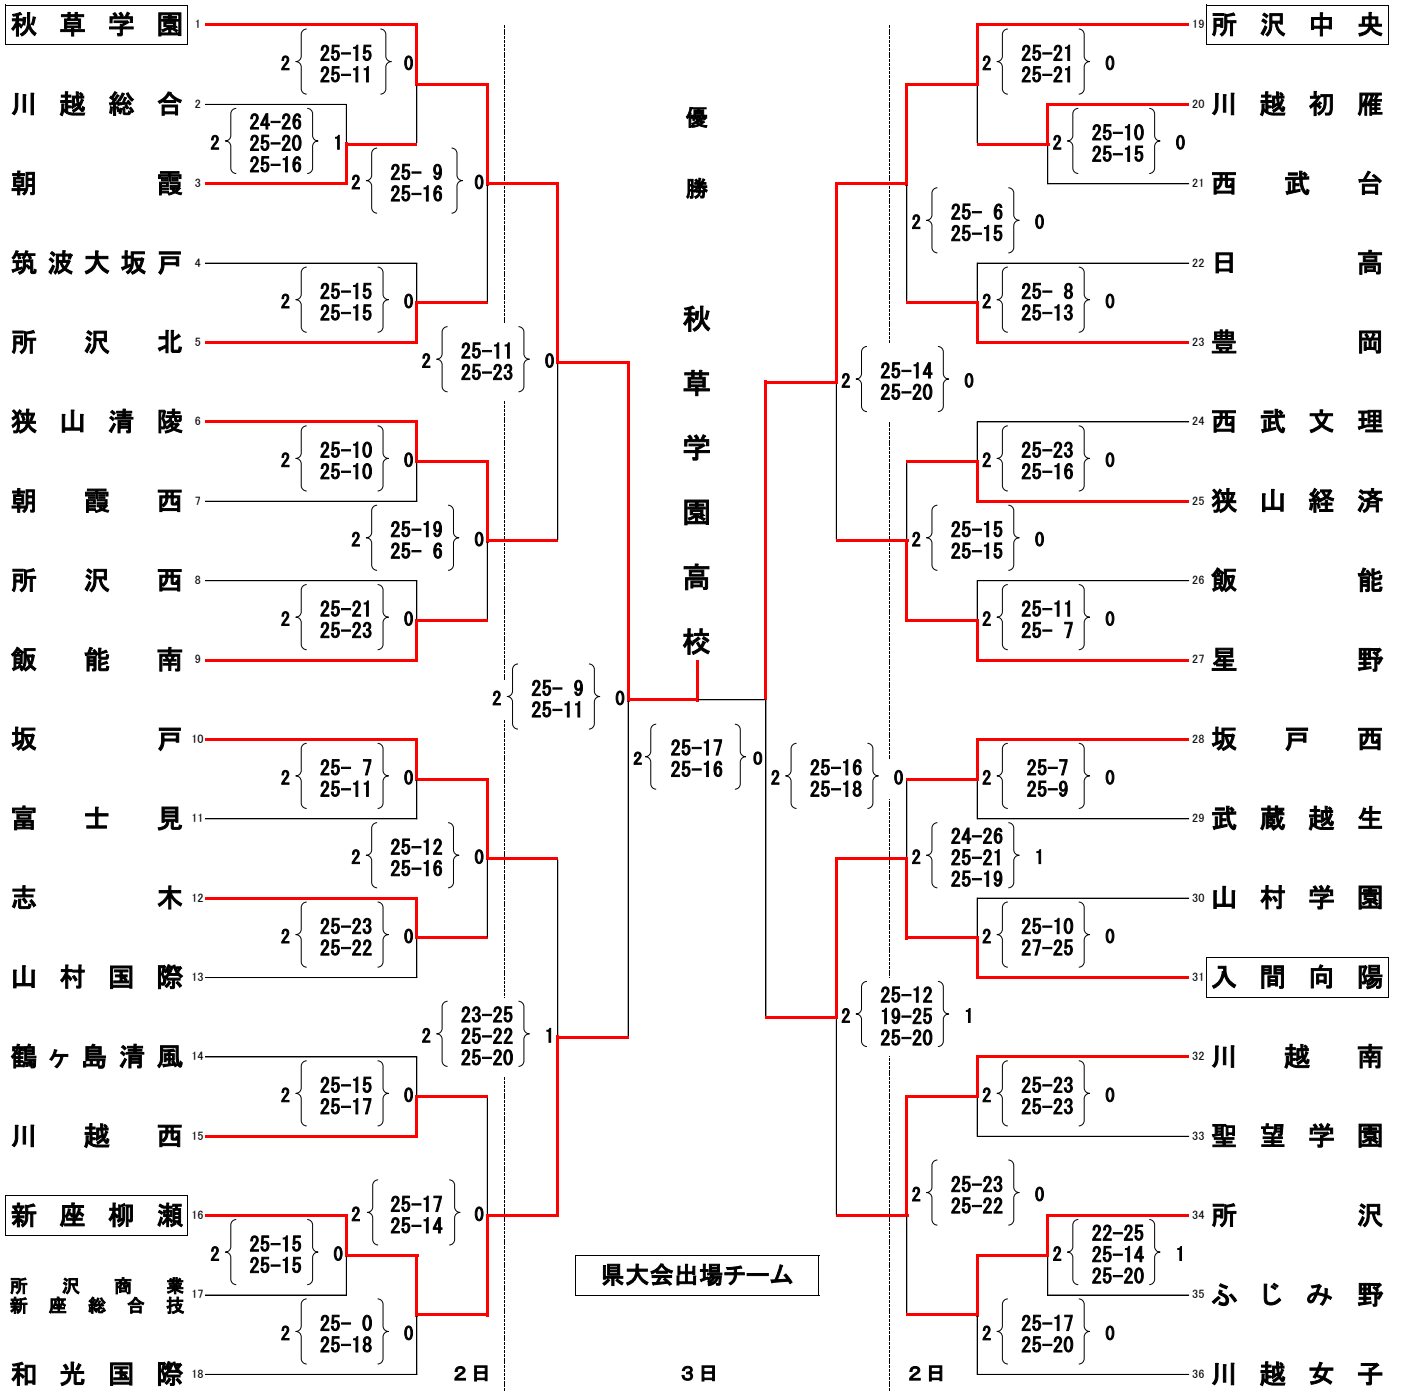 秋草学園 1
2 25-15 0
25-11
川越総合 2
2 24-26 1
25-20
25-16
朝霞 3
2 25- 9 0
25-16
筑波大坂戸 4
2 25-15 0
25-15
所沢北 5
2 25-11 0
25-23
狭山清陵 6
2 25-10 0
25-10
朝霞西 7
2 25-19 0
25- 6
所沢西 8
2 25-21 0
25-23
飯能南 9
2 25- 9 0
25-11
坂戸 10
2 25- 7 0
25-11
富士見 11
2 25-12 0
25-16
志木 12
2 25-23 0
25-22
山村国際 13
2 23-25 1
25-22
25-20
鶴ヶ島清風 14
2 25-15 0
25-17
川越西 15
2 25-17 0
25-14
新座柳瀬 16
2 25-15 0
25-15
所沢商業
新座総合技 17
2 25- 0 0
25-18
和光国際 18
2日
優勝
秋草学園高校
2 25-17 0
25-16
県大会出場チーム
3日
19 所沢中央
2 25-21 0
25-21
20 川越初雁
2 25-10 0
25-15
21 西武台
2 25- 6 0
25-15
22 日高
2 25- 8 0
25-13
23 豊岡
2 25-14 0
25-20
24 西武文理
2 25-23 0
25-16
25 狭山経済
2 25-15 0
25-15
26 飯能
2 25-11 0
25- 7
27 星野
2 25-16 0
25-18
28 坂戸西
2 25-7 0
25-9
29 武蔵越生
2 24-26 1
25-21
25-19
30 山村学園
2 25-10 0
27-25
31 入間向陽
2 25-12 1
19-25
25-20
32 川越南
2 25-23 0
25-23
33 聖望学園
2 25-23 0
25-22
34 所沢
2 22-25 1
25-14
25-20
35 ふじみ野
2 25-17 0
25-20
36 川越女子
2日